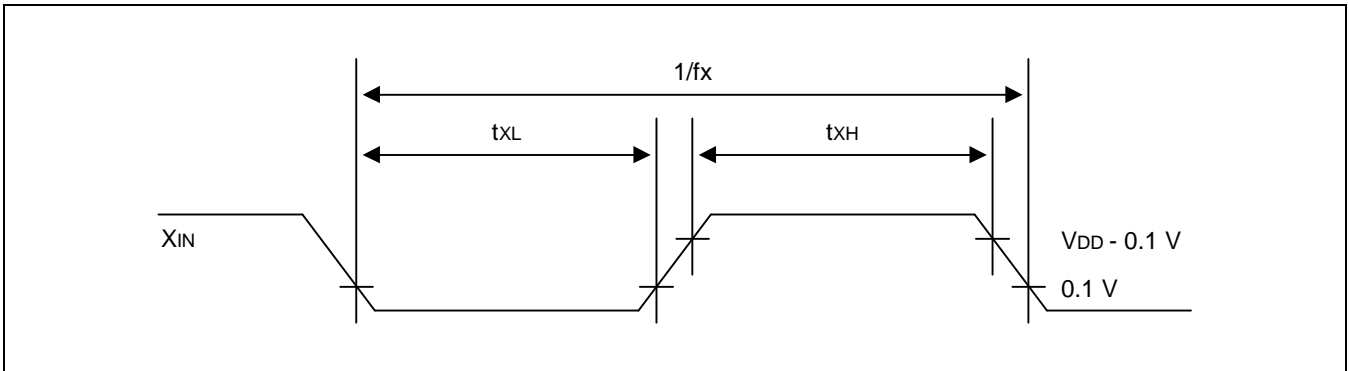 1/fx
tXL
tXH
XIN
VDD - 0.1 V
0.1 V